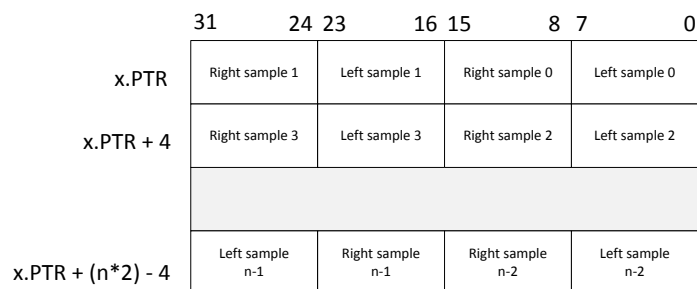 31 24 23 16 15 8 7 0
x.PTR Right sample 1 Left sample 1 Right sample 0 Left sample 0
x.PTR + 4 Right sample 3 Left sample 3 Right sample 2 Left sample 2
x.PTR + (n*2) - 4 Left sample Right sample Right sample Left sample
n-1 n-1 n-2 n-2